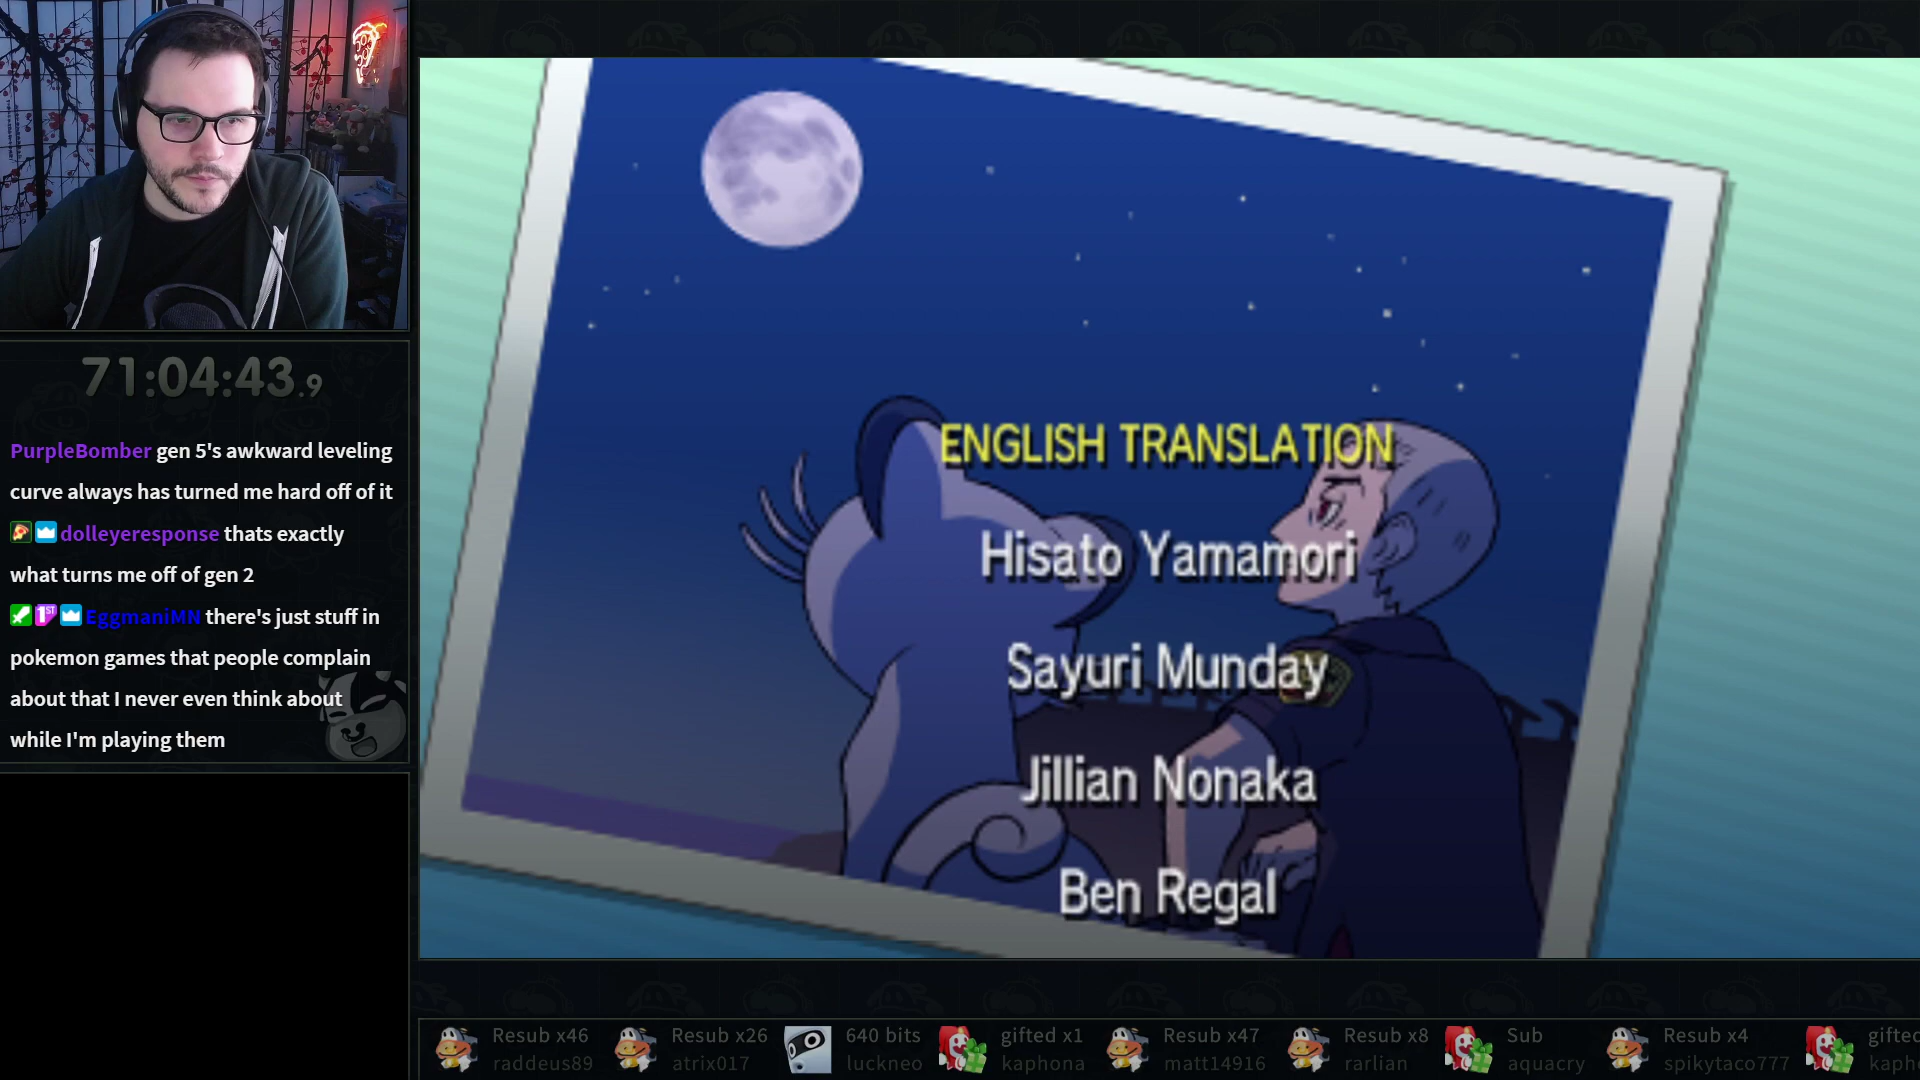 71:04:43.9
PurpleBomber gen 5's awkward leveling
curve always has turned me hard off of it
dolleyeresponse thats exactly
what turns me off of gen 2
1ST EggmaniMN there's just stuff in
pokemon games that people complain
about that I never even think about
while I'm playing them
ENGLISH TRANSLATION
Hisato Yamamori
Sayuri Munday
Jillian Nonaka
Ben Regal
Resub x46
raddeus89
Resub x26
atrix017
640 bits
luckneo
gifted x1
kaphona
Resub x47
matt14916
Resub x8
rarlian
Sub
aquacry
Resub x4
spikytaco777
gifted
kapho